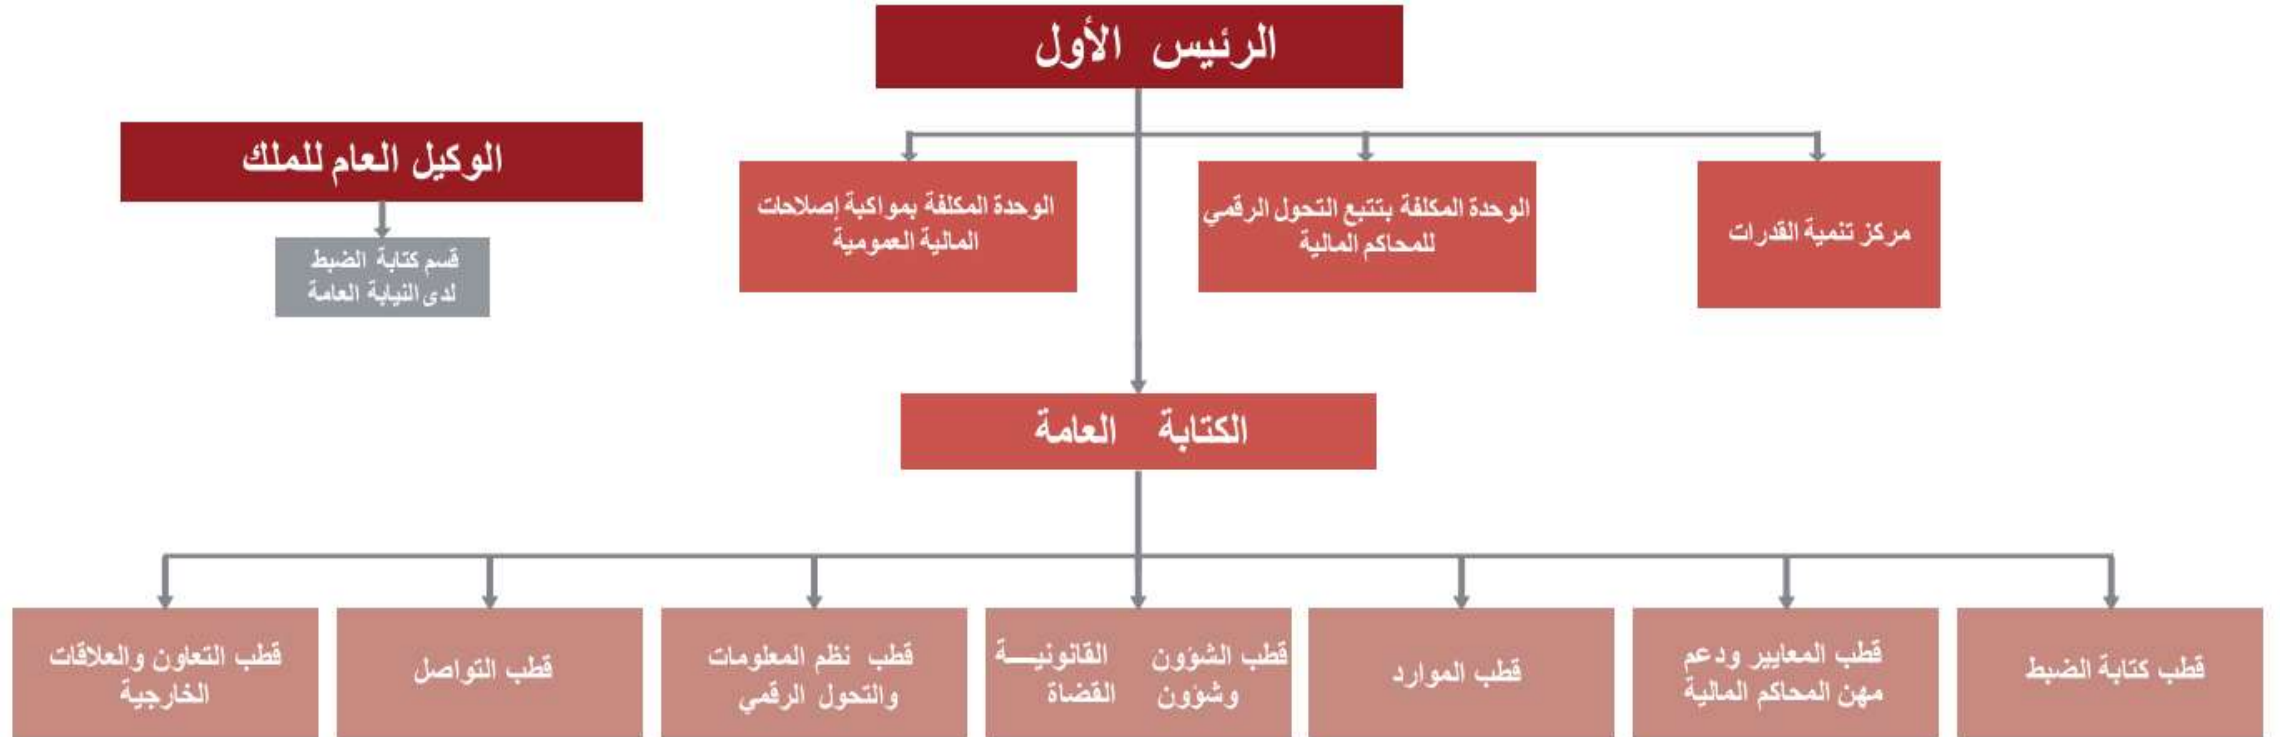 الرئيس الأول
الوكيل العام للملك
قسم كتابة الضبط
لدى النيابة العامة
مركز تنمية القدرات
الوحدة المكلفة بتتبع التحول الرقمي
للمحاكم المالية
الوحدة المكلفة بمواكبة إصلاحات
المالية العمومية
الكتابة العامة
قطب كتابة الضبط
قطب المعايير ودعم
مهن المحاكم المالية
قطب الموارد
قطب الشؤون القانونيـــة
وشؤون القضاة
قطب نظم المعلومات
والتحول الرقمي
قطب التواصل
قطب التعاون والعلاقات
الخارجية